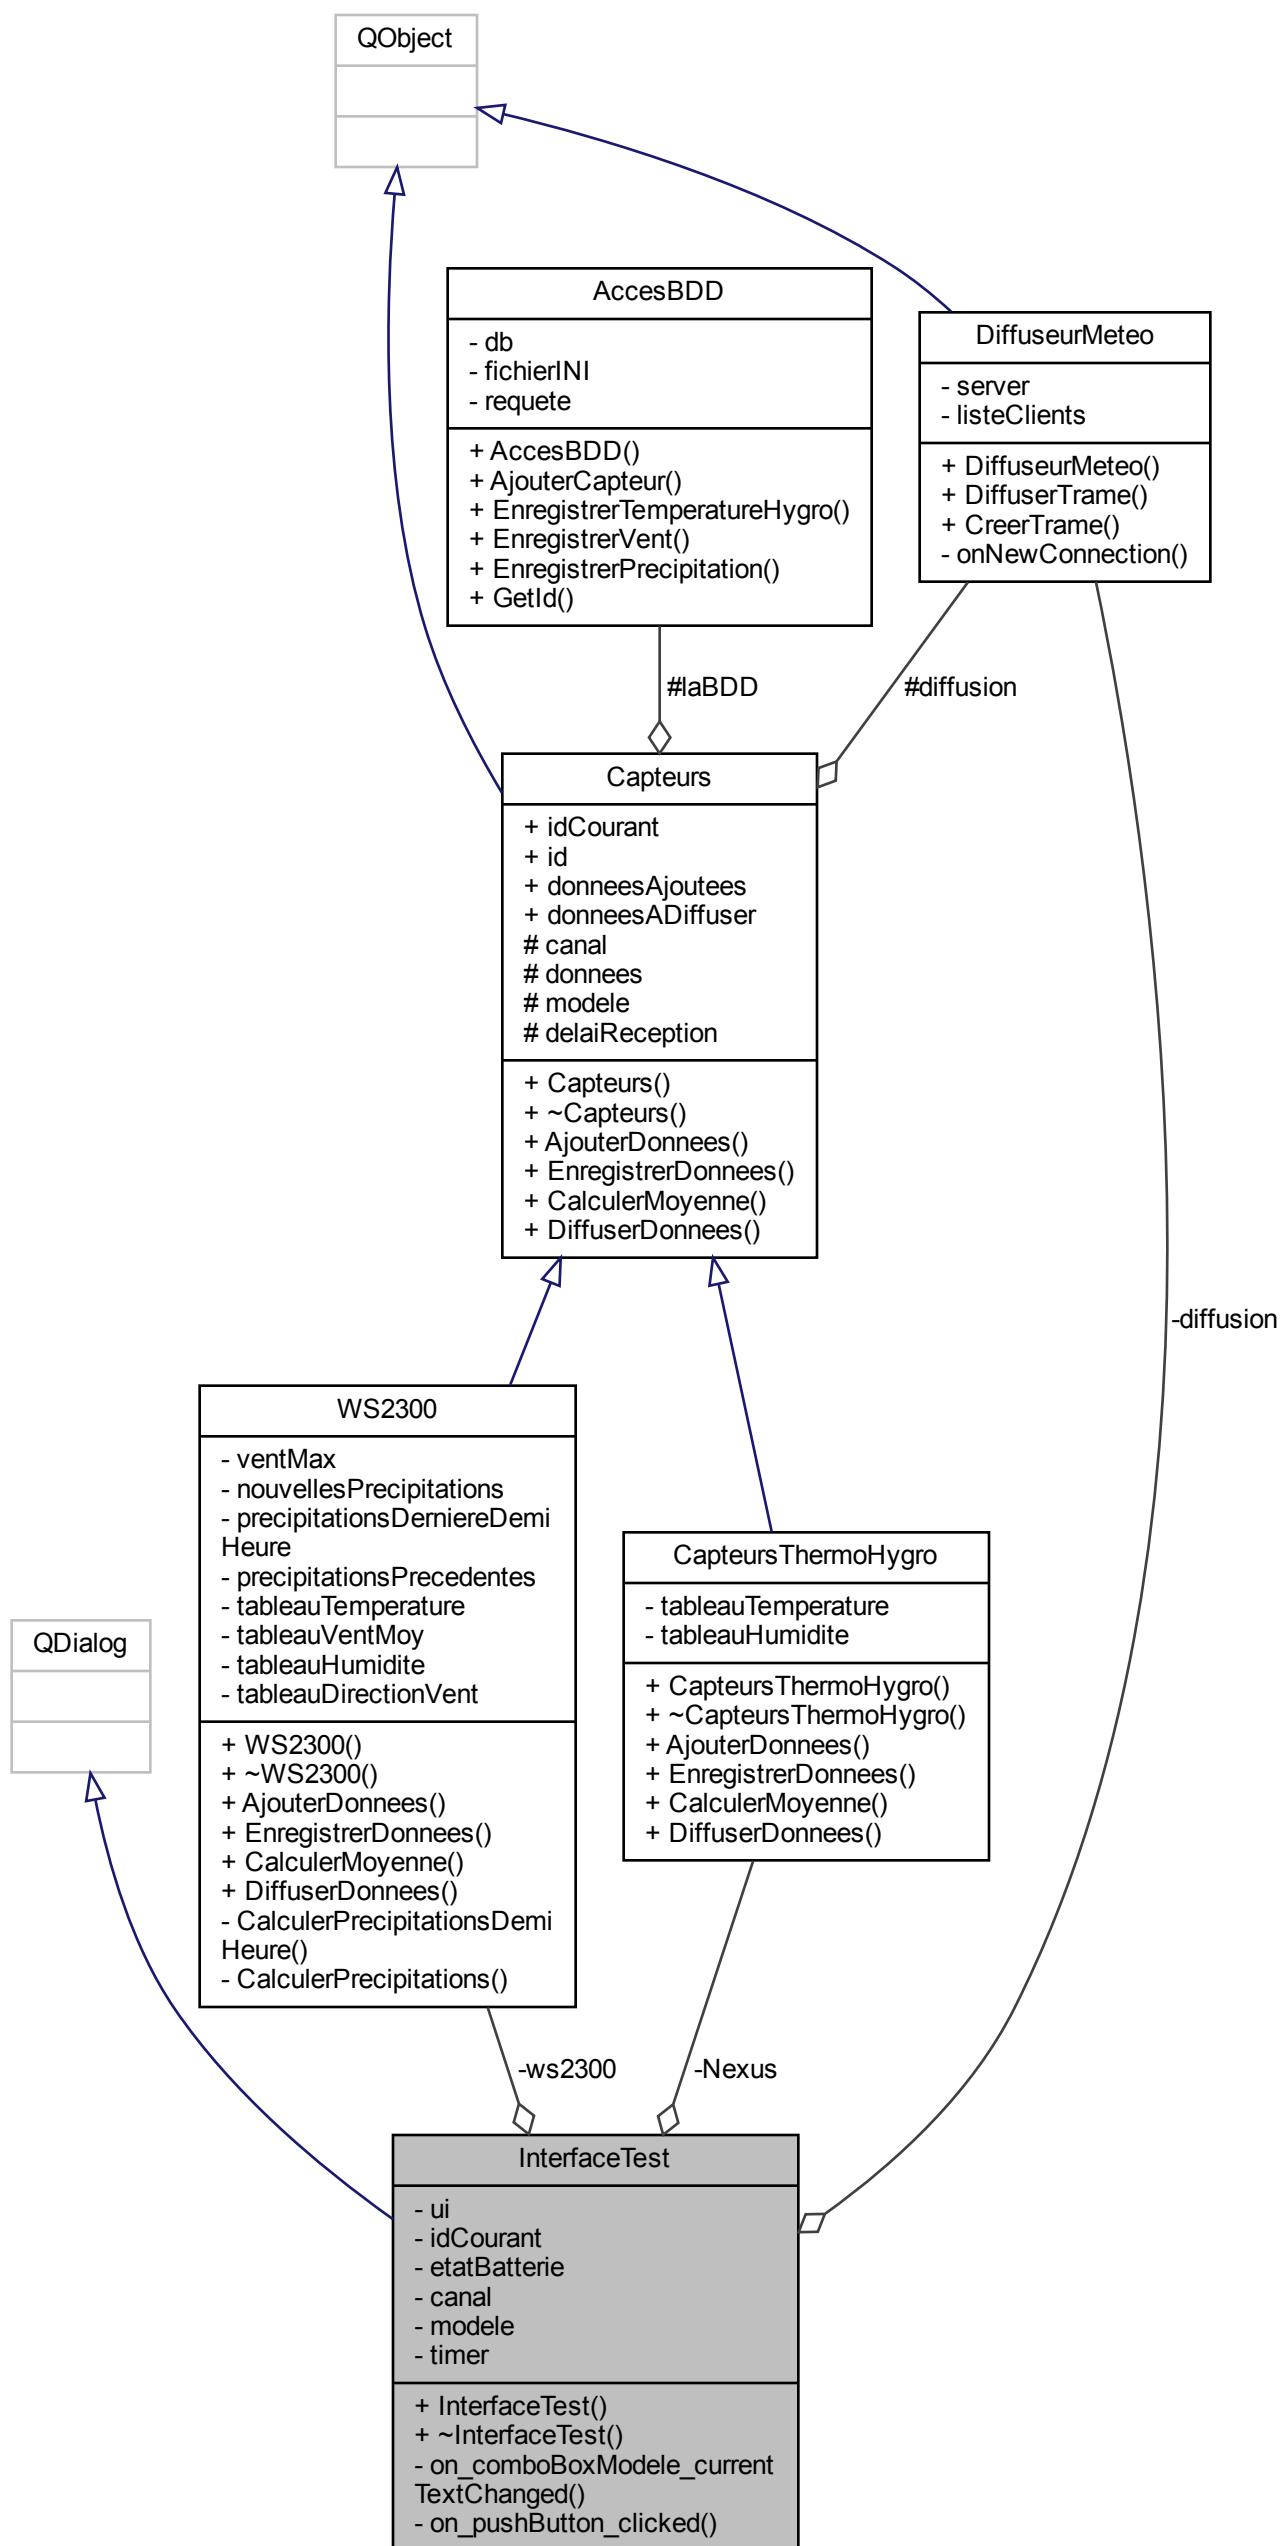 QObject
AccesBDD
- db
- fichierINI
- requete
+ AccesBDD()
+ AjouterCapteur()
+ EnregistrerTemperatureHygro()
+ EnregistrerVent()
+ EnregistrerPrecipitation()
+ GetId()
DiffuseurMeteo
- server
- listeClients
+ DiffuseurMeteo()
+ DiffuserTrame()
+ CreerTrame()
- onNewConnection()
#laBDD
#diffusion
Capteurs
+ idCourant
+ id
+ donneesAjoutees
+ donneesADiffuser
# canal
# donnees
# modele
# delaiReception
+ Capteurs()
+ ~Capteurs()
+ AjouterDonnees()
+ EnregistrerDonnees()
+ CalculerMoyenne()
+ DiffuserDonnees()
-diffusion
WS2300
- ventMax
- nouvellesPrecipitations
- precipitationsDerniereDemi
Heure
- precipitationsPrecedentes
- tableauTemperature
- tableauVentMoy
- tableauHumidite
- tableauDirectionVent
+ WS2300()
+ ~WS2300()
+ AjouterDonnees()
+ EnregistrerDonnees()
+ CalculerMoyenne()
+ DiffuserDonnees()
- CalculerPrecipitationsDemi
Heure()
- CalculerPrecipitations()
CapteursThermoHygro
- tableauTemperature
- tableauHumidite
+ CapteursThermoHygro()
+ ~CapteursThermoHygro()
+ AjouterDonnees()
+ EnregistrerDonnees()
+ CalculerMoyenne()
+ DiffuserDonnees()
QDialog
-ws2300
-Nexus
InterfaceTest
- ui
- idCourant
- etatBatterie
- canal
- modele
- timer
+ InterfaceTest()
+ ~InterfaceTest()
- on_comboBoxModele_current
TextChanged()
- on_pushButton_clicked()